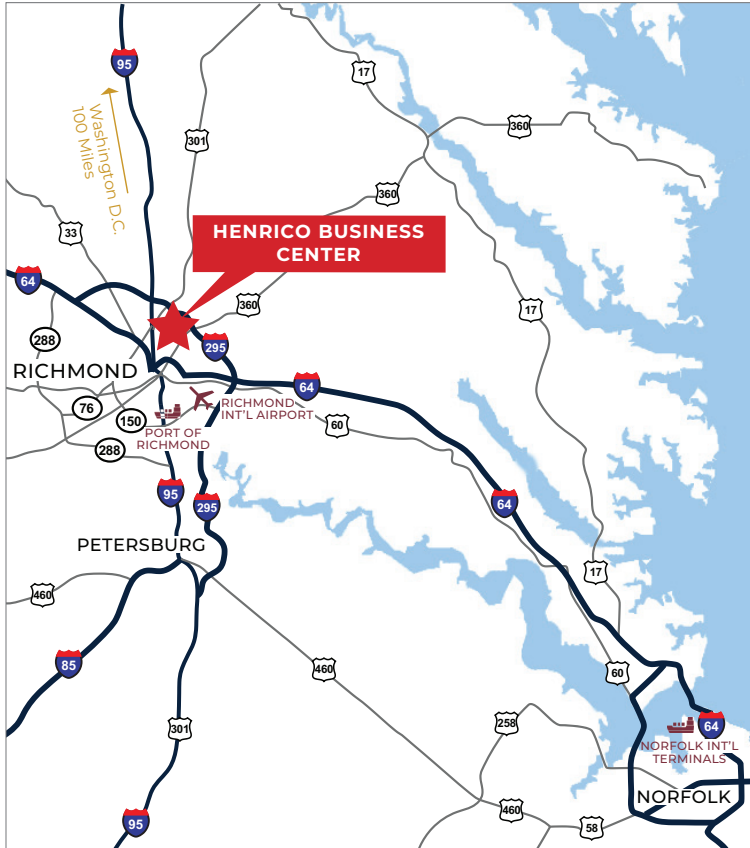 95
17
Washington D.C.
100 Miles
301
360
360
33
HENRICO BUSINESS
CENTER
64
360
17
288
295
RICHMOND
64
76
150
RICHMOND
INT'L AIRPORT
60
PORT OF
RICHMOND
288
95
295
64
PETERSBURG
17
460
85
460
60
301
258
64
NORFOLK INT'L
TERMINALS
NORFOLK
460
95
58